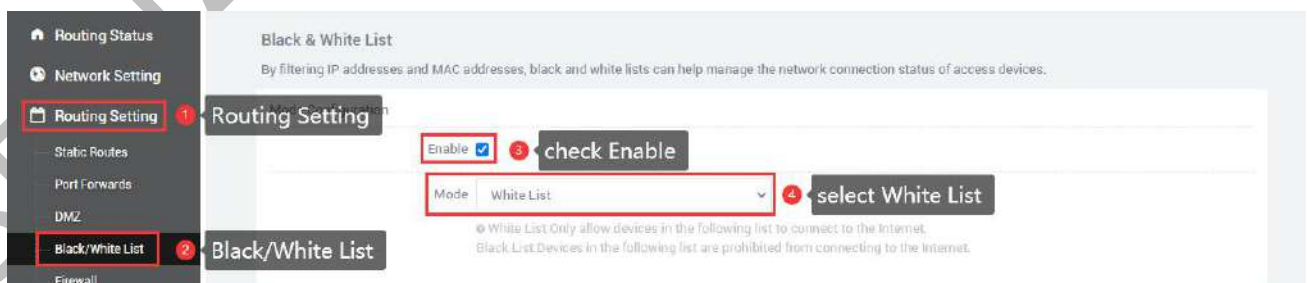 Routing Status
Network Setting
Routing Setting
1
Routing Setting
Static Routes
Port Forwards
DMZ
Black/White List
2
Black/White List
Firewall
Black & White List
By filtering IP addresses and MAC addresses, black and white lists can help manage the network connection status of access devices.
Enable
3
check Enable
Mode
White List
4
select White List
White List Only allow devices in the following list to connect to the Internet.
Black List Devices in the following list are prohibited from connecting to the Internet.